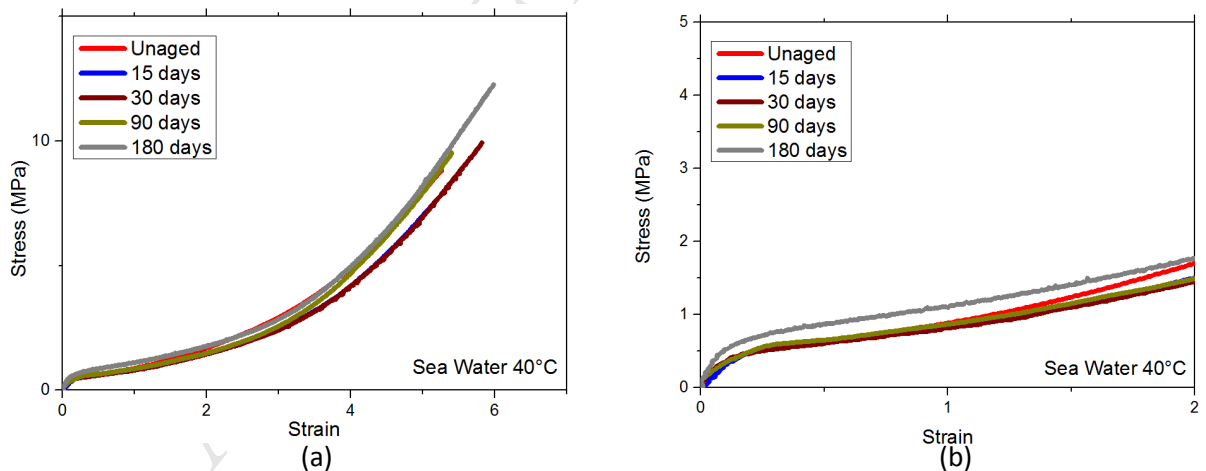 Unaged
15 days
30 days
90 days
180 days
10
0
Stress (MPa)
Sea Water 40°C
0
2
4
6
Strain
(a)
Unaged
15 days
30 days
90 days
180 days
5
4
3
2
1
0
Stress (MPa)
Sea Water 40°C
0
1
2
Strain
(b)